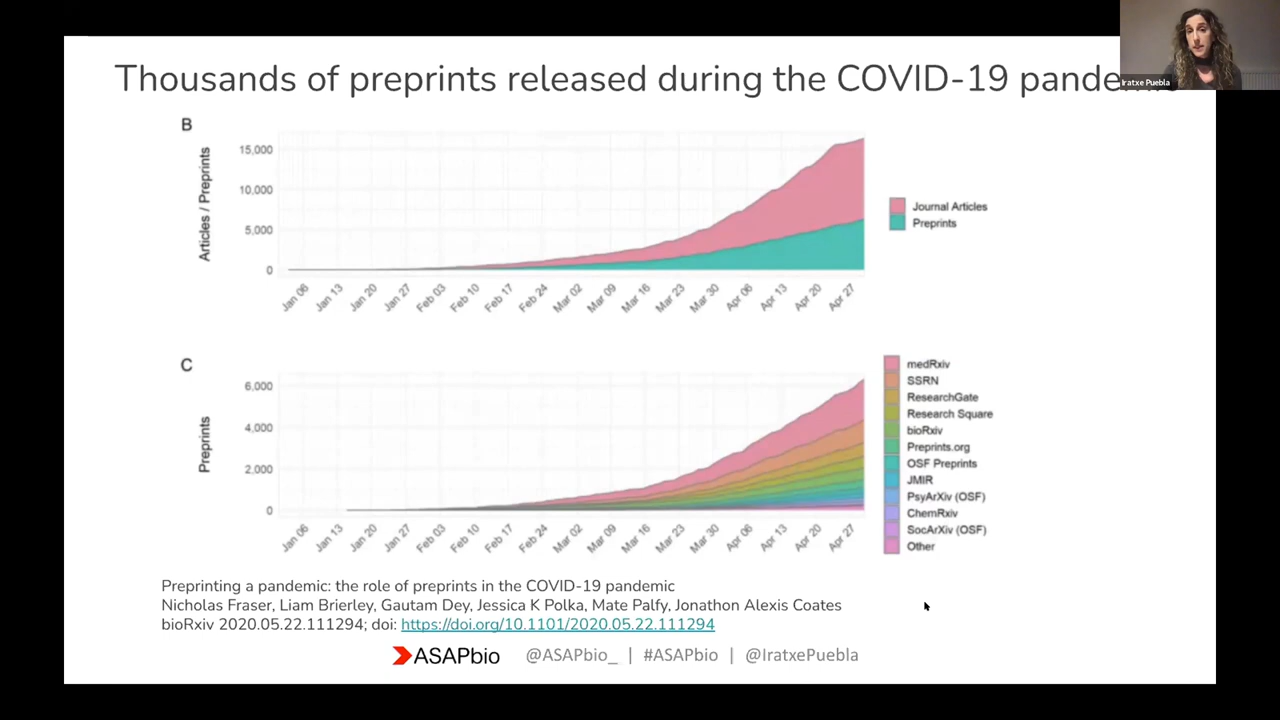 Thousands of preprints released during the COVID-19 pandemic
Iratxe Puebla
B
Articles / Preprints
15,000
10,000
5,000
0
Jan 06
Jan 13
Jan 20
Jan 27
Feb 03
Feb 10
Feb 17
Feb 24
Mar 02
Mar 09
Mar 16
Mar 23
Mar 30
Apr 06
Apr 13
Apr 20
Apr 27
Journal Articles
Preprints
C
Preprints
6,000
4,000
2,000
0
Jan 06
Jan 13
Jan 20
Jan 27
Feb 03
Feb 10
Feb 17
Feb 24
Mar 02
Mar 09
Mar 16
Mar 23
Mar 30
Apr 06
Apr 13
Apr 20
Apr 27
medRxiv
SSRN
ResearchGate
Research Square
bioRxiv
Preprints.org
OSF Preprints
JMIR
PsyArXiv (OSF)
ChemRxiv
SocArXiv (OSF)
Other
Preprinting a pandemic: the role of preprints in the COVID-19 pandemic
Nicholas Fraser, Liam Brierley, Gautam Dey, Jessica K Polka, Mate Palfy, Jonathon Alexis Coates
bioRxiv 2020.05.22.111294; doi: https://doi.org/10.1101/2020.05.22.111294
ASAPbio @ASAPbio_ | #ASAPbio | @IratxePuebla